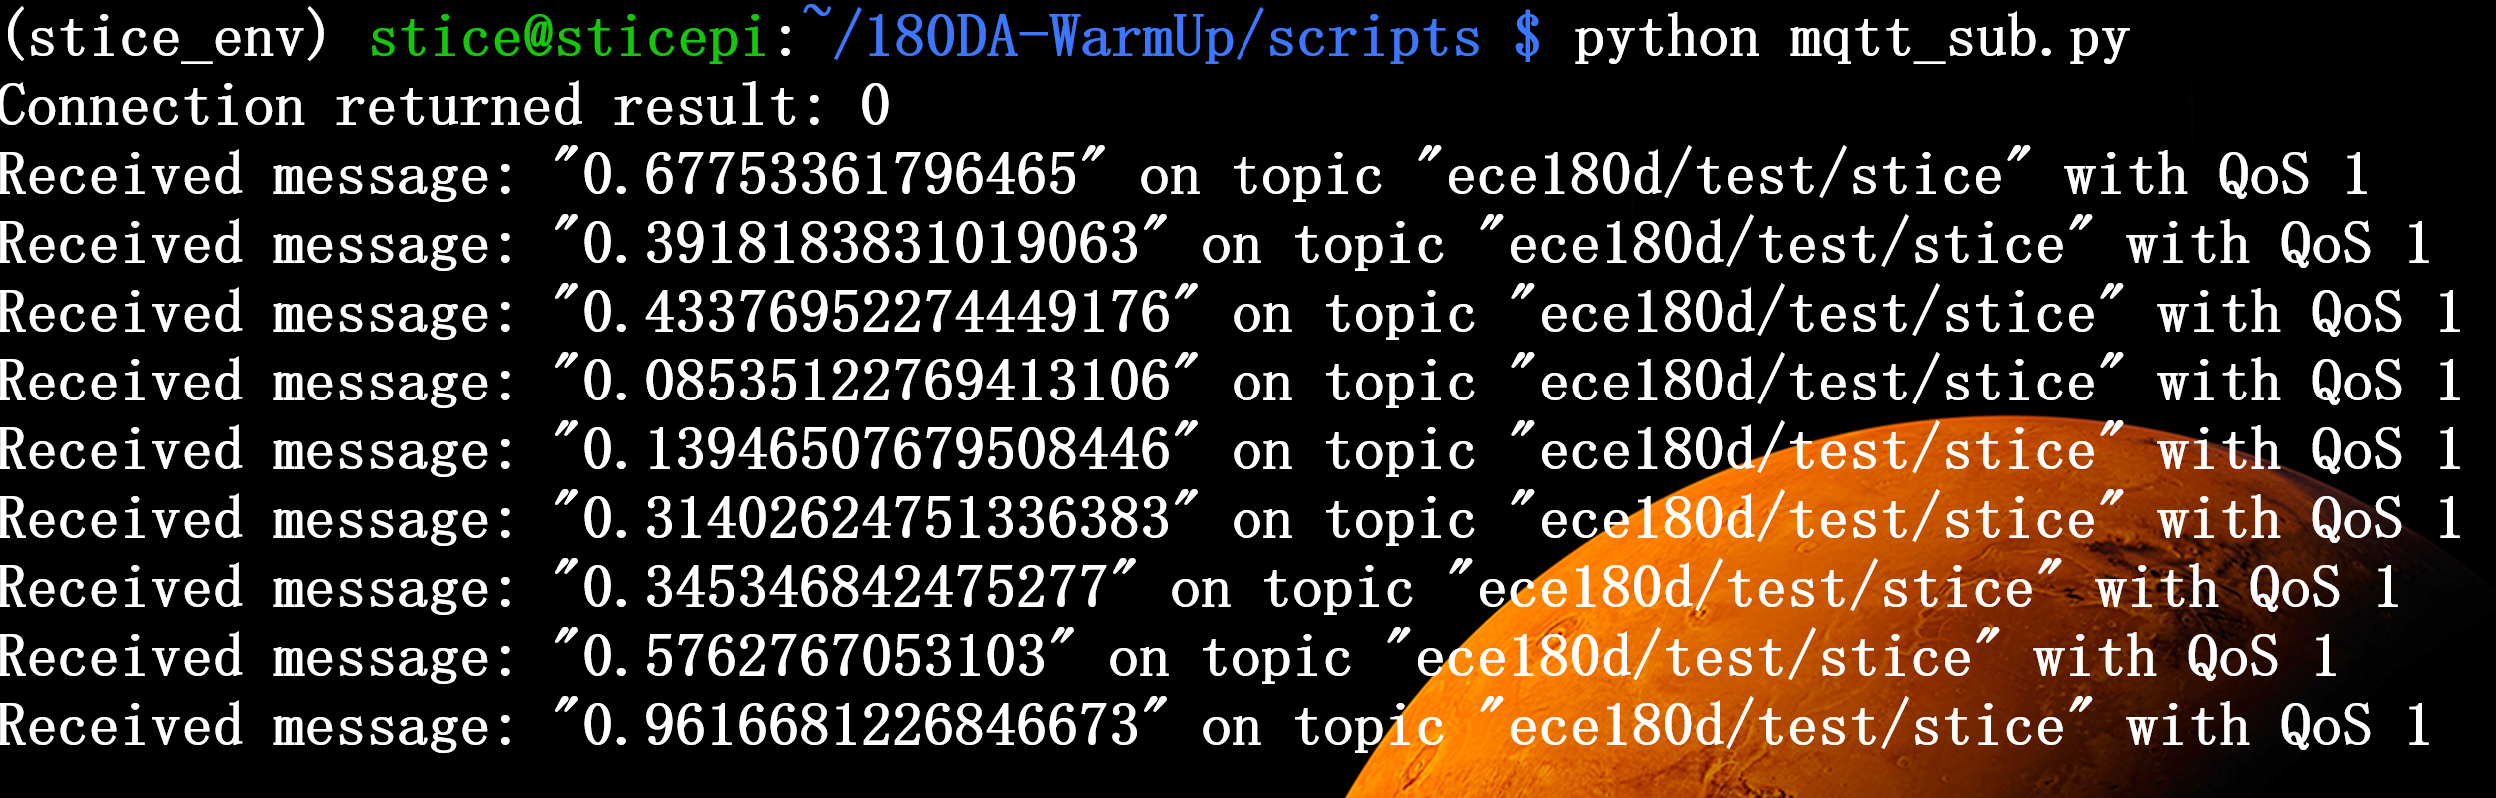 (stice_env) stice@sticepi:~/180DA-WarmUp/scripts $ python mqtt_sub.py
Connection returned result: 0
Received message: "0.67753361796465" on topic "ece180d/test/stice" with QoS 1
Received message: "0.3918183831019063" on topic "ece180d/test/stice" with QoS 1
Received message: "0.43376952274449176" on topic "ece180d/test/stice" with QoS 1
Received message: "0.08535122769413106" on topic "ece180d/test/stice" with QoS 1
Received message: "0.13946507679508446" on topic "ece180d/test/stice" with QoS 1
Received message: "0.31402624751336383" on topic "ece180d/test/stice" with QoS 1
Received message: "0.345346842475277" on topic "ece180d/test/stice" with QoS 1
Received message: "0.5762767053103" on topic "ece180d/test/stice" with QoS 1
Received message: "0.9616681226846673" on topic "ece180d/test/stice" with QoS 1